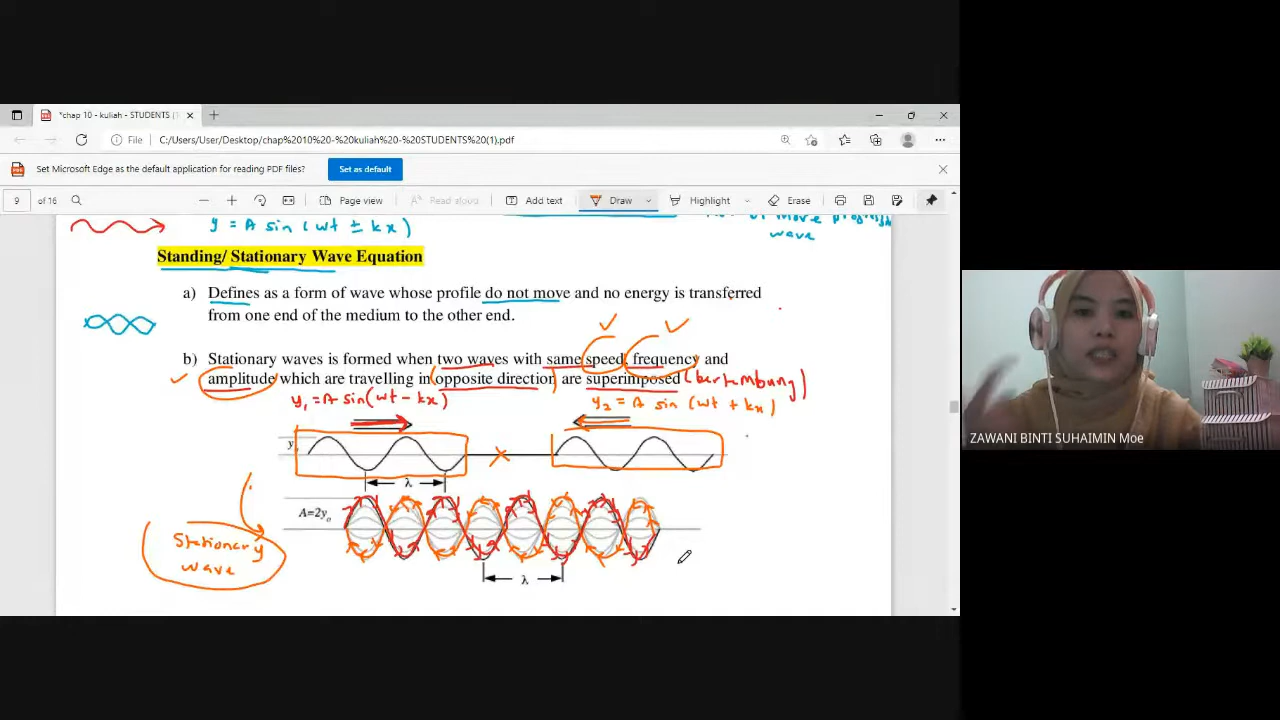 *chap 10 - kuliah - STUDENTS (1
File
C:/Users/User/Desktop/chap%2010%20-%20kuliah%20-%20STUDENTS%20(1).pdf
Set Microsoft Edge as the default application for reading PDF files?
Set as default
9
of 16
Page view
Read aloud
Add text
Draw
Highlight
Erase
y = A sin (wt ± kx)
wave
Standing/ Stationary Wave Equation
a) Defines as a form of wave whose profile do not move and no energy is transferred
from one end of the medium to the other end.
b) Stationary waves is formed when two waves with same speed, frequency and
amplitude which are travelling in opposite direction are superimposed (bertembung)
y₁ = A sin(wt - kx)
y₂ = A sin (wt + kx)
y
λ
A=2yₒ
Stationary
wave
λ
ZAWANI BINTI SUHAIMIN Moe